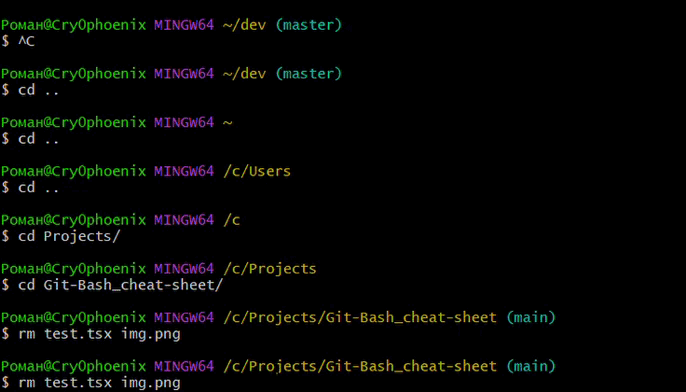 Роман@CryOphoenix MINGW64 ~/dev (master)
$ ^C
Роман@CryOphoenix MINGW64 ~/dev (master)
$ cd ..
Роман@CryOphoenix MINGW64 ~
$ cd ..
Роман@CryOphoenix MINGW64 /c/Users
$ cd ..
Роман@CryOphoenix MINGW64 /c
$ cd Projects/
Роман@CryOphoenix MINGW64 /c/Projects
$ cd Git-Bash_cheat-sheet/
Роман@CryOphoenix MINGW64 /c/Projects/Git-Bash_cheat-sheet (main)
$ rm test.tsx img.png
Роман@CryOphoenix MINGW64 /c/Projects/Git-Bash_cheat-sheet (main)
$ rm test.tsx img.png